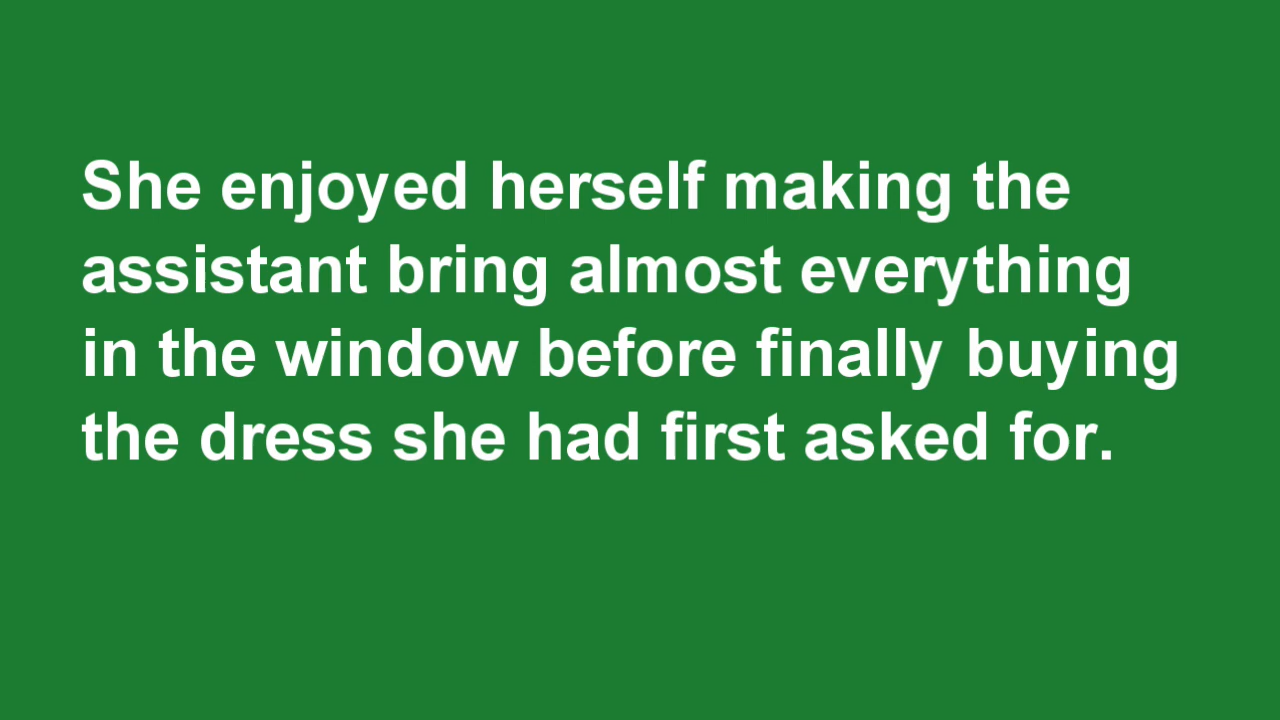 She enjoyed herself making the
assistant bring almost everything
in the window before finally buying
the dress she had first asked for.